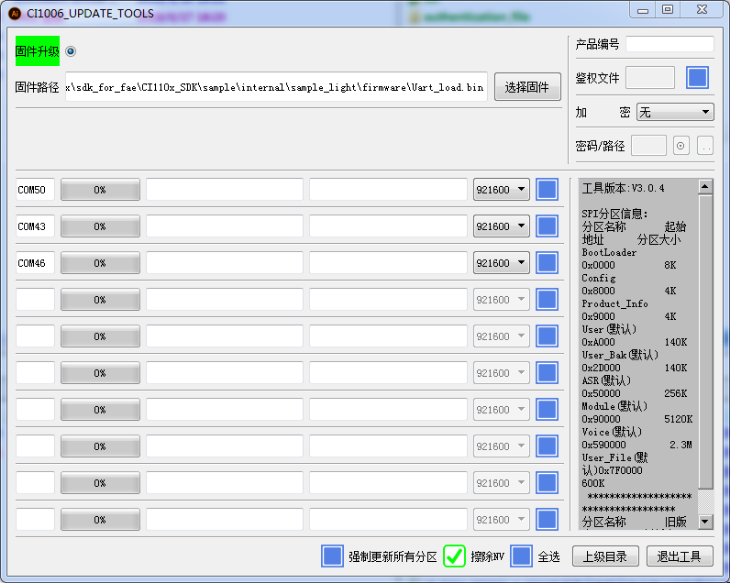 authentication_file
CI1006_UPDATE_TOOLS
固件升级
产品编号
固件路径 x\sdk_for_fae\CI110x_SDK\sample\internal\sample_light\firmware\Uart_load.bin 选择固件
鉴权文件
加 密 无
密码/路径
COM50 0% 921600
COM43 0% 921600
COM46 0% 921600
0% 921600
0% 921600
0% 921600
0% 921600
0% 921600
0% 921600
0% 921600
工具版本:V3.0.4
SPI分区信息:
分区名称 起始
地址 分区大小
BootLoader
0x0000 8K
Config
0x8000 4K
Product_Info
0x9000 4K
User(默认)
0xA000 140K
User_Bak(默认)
0x2D000 140K
ASR(默认)
0x50000 256K
Module(默认)
0x90000 5120K
Voice(默认)
0x590000 2.3M
User_File(默
认)0x7F0000
600K
*******************
*****************
分区名称 旧版
强制更新所有分区 擦除NV 全选 上级目录 退出工具